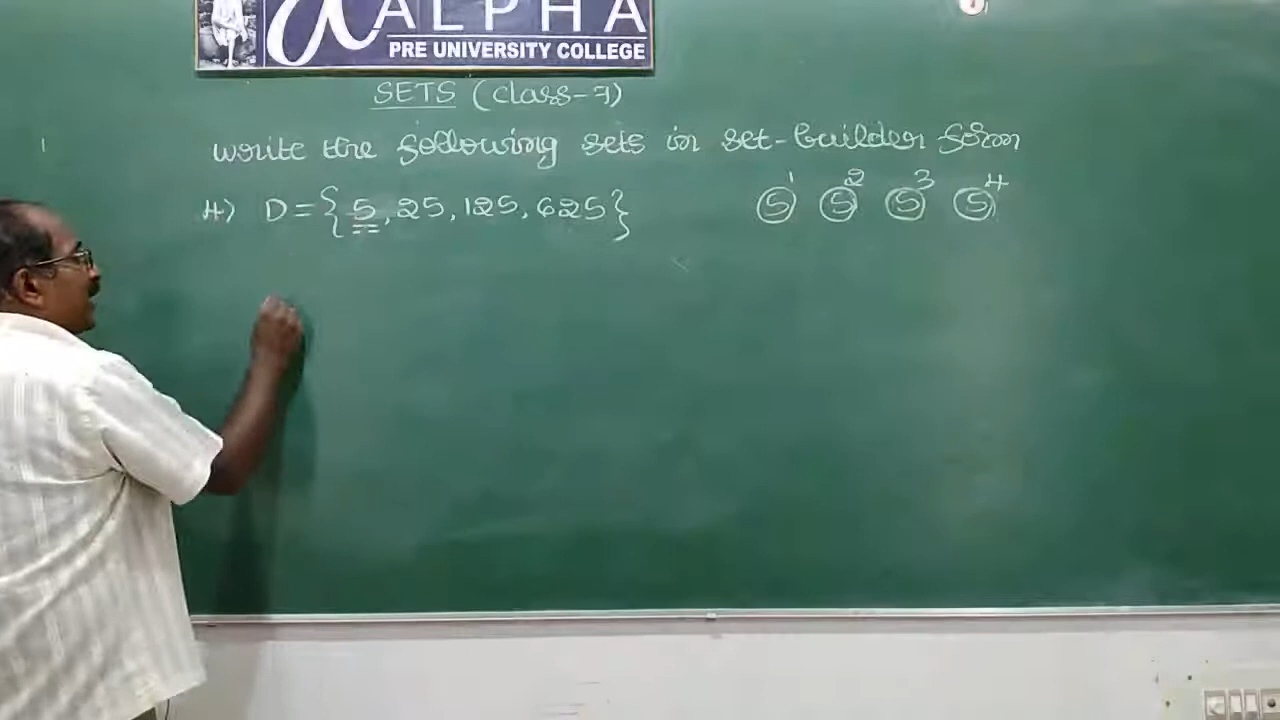 ALPHA
PRE UNIVERSITY COLLEGE
SETS (class-7)
write the following sets in set-builder form
4) D = {5, 25, 125, 625} 5¹ 5² 5³ 5⁴